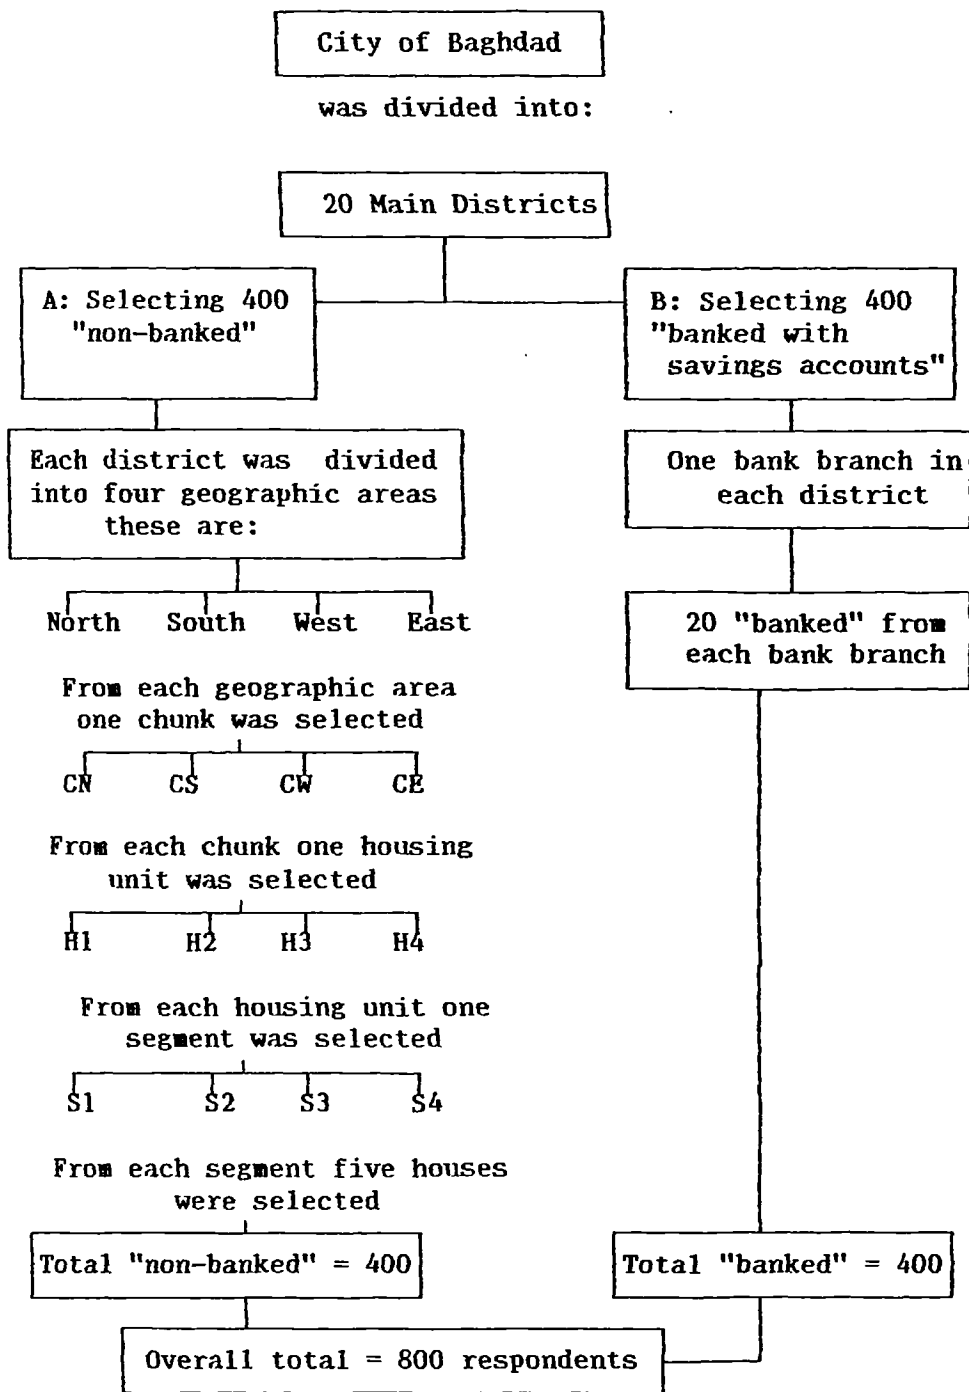 City of Baghdad
was divided into:
20 Main Districts
A: Selecting 400
"non-banked"
B: Selecting 400
"banked with
savings accounts"
Each district was divided
into four geographic areas
these are:
One bank branch in
each district
North South West East
20 "banked" from
each bank branch
From each geographic area
one chunk was selected
CN CS CW CE
From each chunk one housing
unit was selected
H1 H2 H3 H4
From each housing unit one
segment was selected
S1 S2 S3 S4
From each segment five houses
were selected
Total "non-banked" = 400
Total "banked" = 400
Overall total = 800 respondents